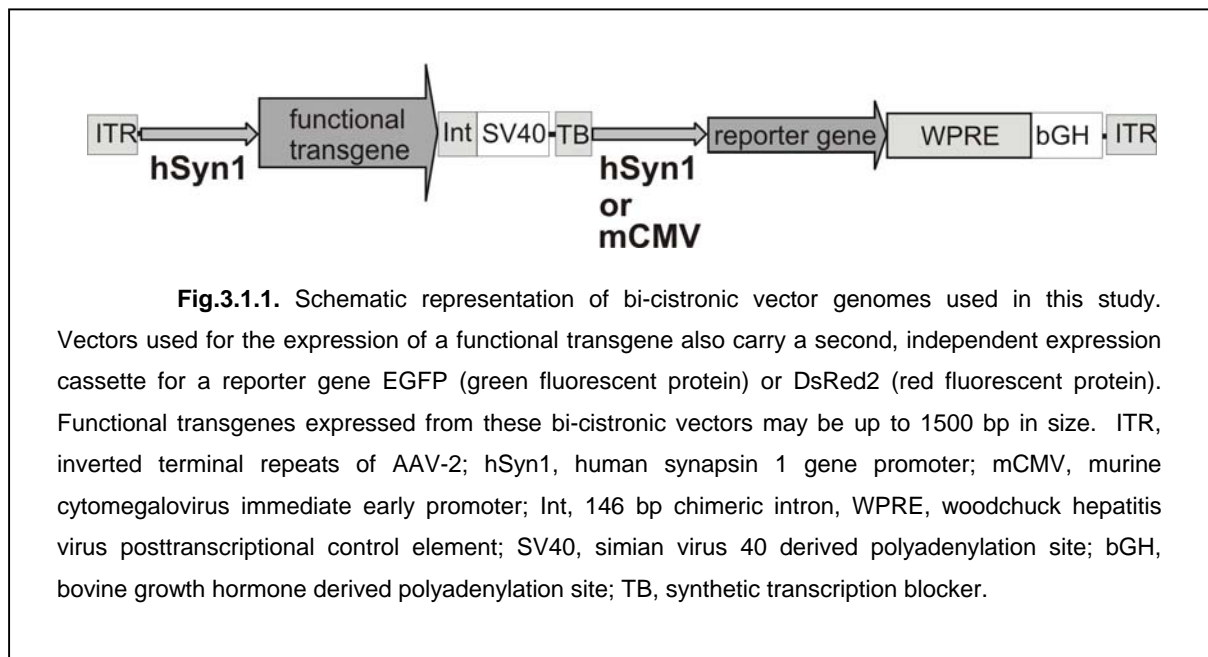 ITR functional transgene Int SV40 TB reporter gene WPRE bGH ITR
hSyn1 hSyn1
or
mCMV
Fig.3.1.1. Schematic representation of bi-cistronic vector genomes used in this study.
Vectors used for the expression of a functional transgene also carry a second, independent expression
cassette for a reporter gene EGFP (green fluorescent protein) or DsRed2 (red fluorescent protein).
Functional transgenes expressed from these bi-cistronic vectors may be up to 1500 bp in size. ITR,
inverted terminal repeats of AAV-2; hSyn1, human synapsin 1 gene promoter; mCMV, murine
cytomegalovirus immediate early promoter; Int, 146 bp chimeric intron, WPRE, woodchuck hepatitis
virus posttranscriptional control element; SV40, simian virus 40 derived polyadenylation site; bGH,
bovine growth hormone derived polyadenylation site; TB, synthetic transcription blocker.